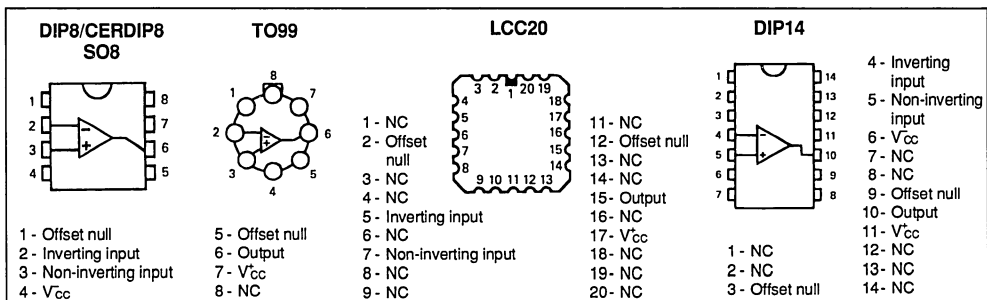 DIP8/CERDIP8
SO8
1
2
3
4
8
7
6
5
1 - Offset null
2 - Inverting input
3 - Non-inverting input
4 - V-CC
TO99
8
1
7
2
6
3
5
4
5 - Offset null
6 - Output
7 - V+CC
8 - NC
LCC20
1 - NC
2 - Offset
null
3 - NC
4 - NC
5 - Inverting input
6 - NC
7 - Non-inverting input
8 - NC
9 - NC
3 2 1 20 19
4
5
6
7
8
18
17
16
15
14
9 10 11 12 13
11 - NC
12 - Offset null
13 - NC
14 - NC
15 - Output
16 - NC
17 - V+CC
18 - NC
19 - NC
20 - NC
DIP14
1
2
3
4
5
6
7
14
13
12
11
10
9
8
1 - NC
2 - NC
3 - Offset null
4 - Inverting
input
5 - Non-inverting
input
6 - V-CC
7 - NC
8 - NC
9 - Offset null
10 - Output
11 - V+CC
12 - NC
13 - NC
14 - NC